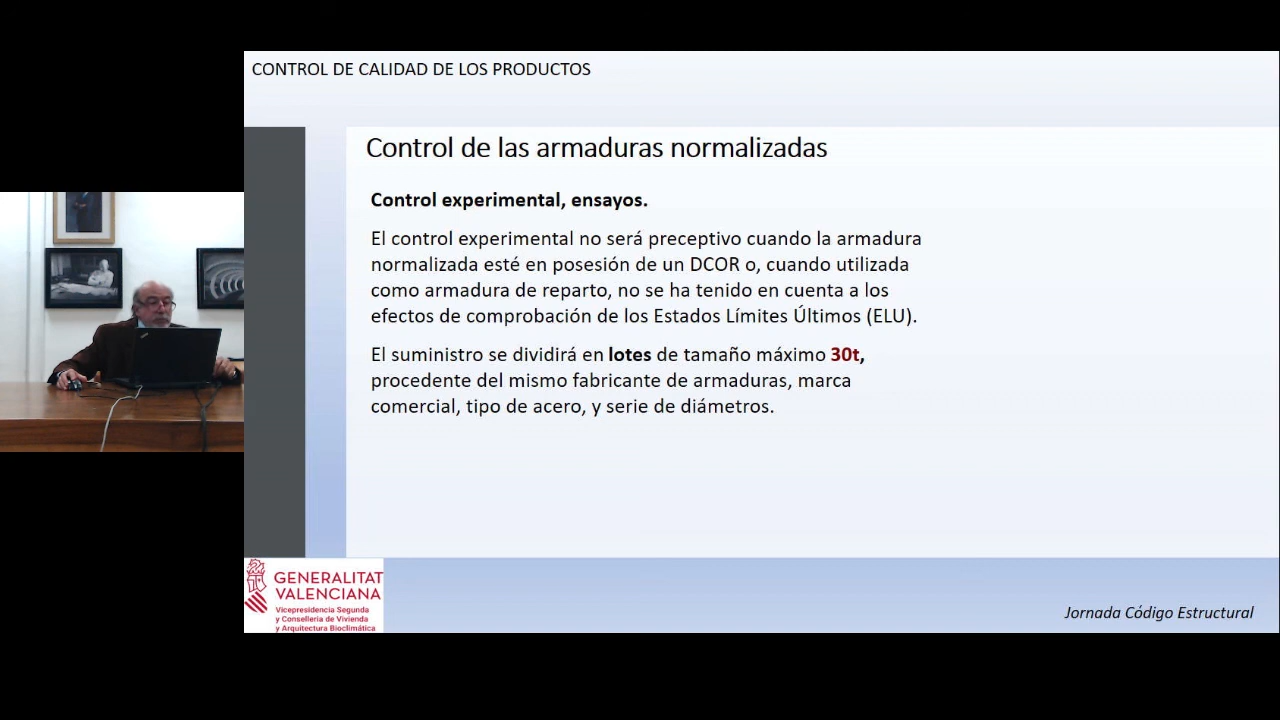 CONTROL DE CALIDAD DE LOS PRODUCTOS
Control de las armaduras normalizadas
Control experimental, ensayos.
El control experimental no será preceptivo cuando la armadura
normalizada esté en posesión de un DCOR o, cuando utilizada
como armadura de reparto, no se ha tenido en cuenta a los
efectos de comprobación de los Estados Límites Últimos (ELU).
El suministro se dividirá en lotes de tamaño máximo 30t,
procedente del mismo fabricante de armaduras, marca
comercial, tipo de acero, y serie de diámetros.
GENERALITAT
VALENCIANA
Vicepresidencia Segunda
y Conselleria de Vivienda
y Arquitectura Bioclimática
Jornada Código Estructural